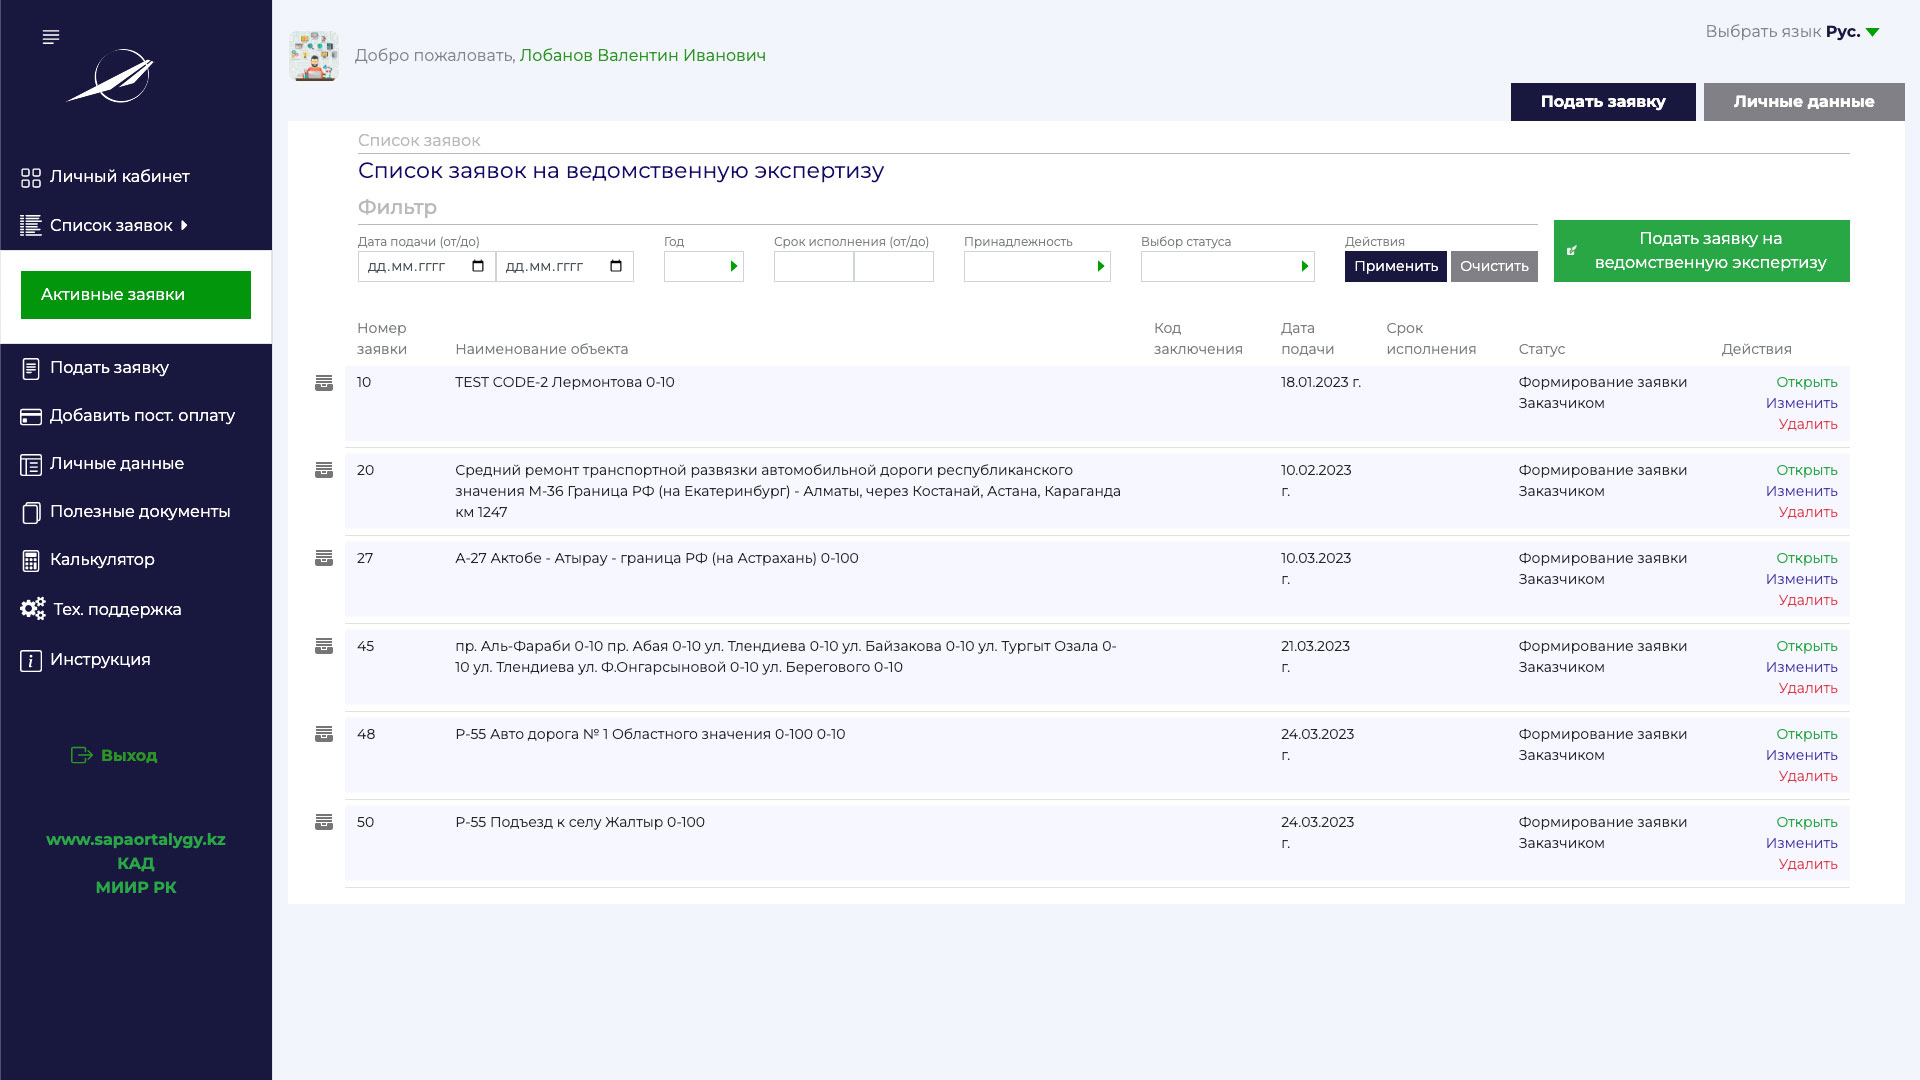 Выбрать язык Рус.
Добро пожаловать, Лобанов Валентин Иванович
Подать заявку
Личные данные
Личный кабинет
Список заявок
Активные заявки
Подать заявку
Добавить пост. оплату
Личные данные
Полезные документы
Калькулятор
Тех. поддержка
Инструкция
Выход
www.sapaortalygy.kz
КАД
МИИР РК
Список заявок
Список заявок на ведомственную экспертизу
Фильтр
Дата подачи (от/до)
Год
Срок исполнения (от/до)
Принадлежность
Выбор статуса
Действия
дд.мм.гггг
дд.мм.гггг
Применить
Очистить
Подать заявку на
ведомственную экспертизу
Номер
заявки
Наименование объекта
Код
заключения
Дата
подачи
Срок
исполнения
Статус
Действия
10
TEST CODE-2 Лермонтова 0-10
18.01.2023 г.
Формирование заявки
Заказчиком
Открыть
Изменить
Удалить
20
Средний ремонт транспортной развязки автомобильной дороги республиканского
значения М-36 Граница РФ (на Екатеринбург) - Алматы, через Костанай, Астана, Караганда
км 1247
10.02.2023
г.
Формирование заявки
Заказчиком
Открыть
Изменить
Удалить
27
А-27 Актобе - Атырау - граница РФ (на Астрахань) 0-100
10.03.2023
г.
Формирование заявки
Заказчиком
Открыть
Изменить
Удалить
45
пр. Аль-Фараби 0-10 пр. Абая 0-10 ул. Тлендиева 0-10 ул. Байзакова 0-10 ул. Тургыт Озала 0-
10 ул. Тлендиева ул. Ф.Онгарсыновой 0-10 ул. Берегового 0-10
21.03.2023
г.
Формирование заявки
Заказчиком
Открыть
Изменить
Удалить
48
Р-55 Авто дорога № 1 Областного значения 0-100 0-10
24.03.2023
г.
Формирование заявки
Заказчиком
Открыть
Изменить
Удалить
50
Р-55 Подъезд к селу Жалтыр 0-100
24.03.2023
г.
Формирование заявки
Заказчиком
Открыть
Изменить
Удалить